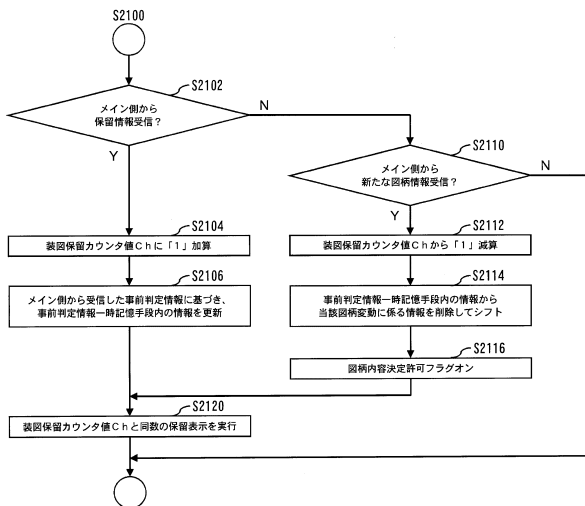 S2100
S2102
メイン側から
保留情報受信？
N
Y
S2110
メイン側から
新たな図柄情報受信？
N
Y
S2104
装図保留カウンタ値Ｃｈに「１」加算
S2112
装図保留カウンタ値Ｃｈから「１」減算
S2106
メイン側から受信した事前判定情報に基づき、
事前判定情報一時記憶手段内の情報を更新
S2114
事前判定情報一時記憶手段内の情報から
当該図柄変動に係る情報を削除してシフト
S2116
図柄内容決定許可フラグオン
S2120
装図保留カウンタ値Ｃｈと同数の保留表示を実行